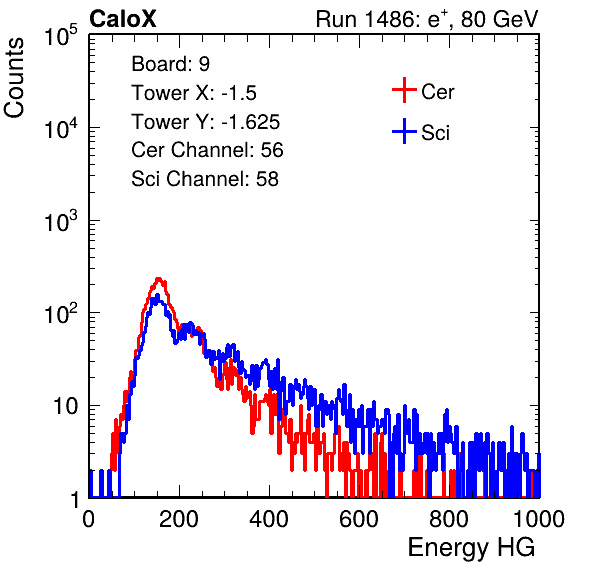 CaloX Run 1486: e⁺, 80 GeV
Counts
10⁵
10⁴
10³
10²
10
1
Board: 9
Tower X: -1.5
Tower Y: -1.625
Cer Channel: 56
Sci Channel: 58
Cer
Sci
0 200 400 600 800 1000
Energy HG